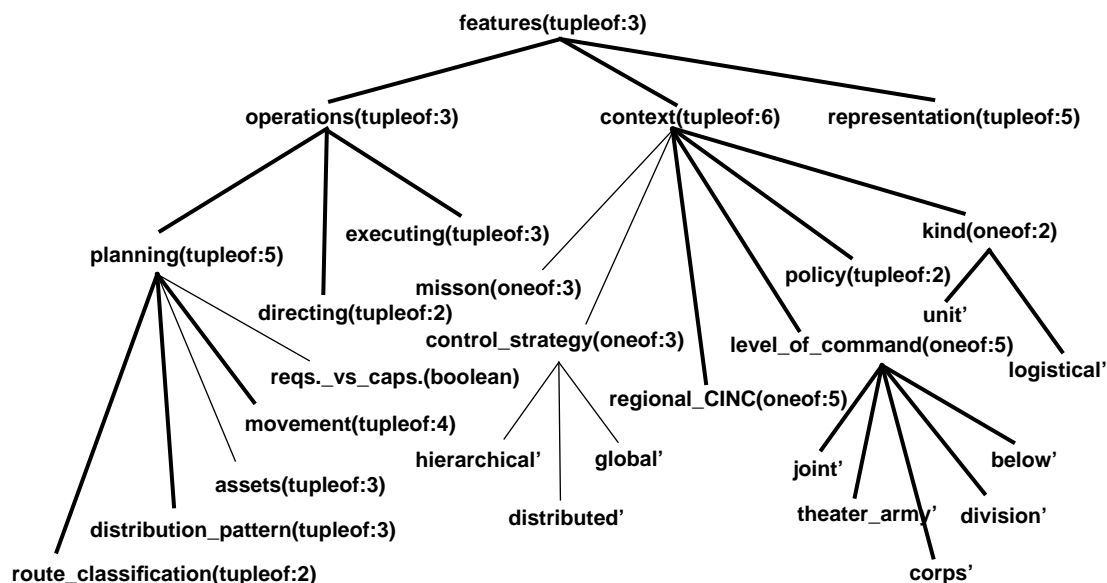 features(tupleof:3)
operations(tupleof:3)
context(tupleof:6)
representation(tupleof:5)
executing(tupleof:3)
kind(oneof:2)
planning(tupleof:5)
policy(tupleof:2)
misson(oneof:3)
directing(tupleof:2)
unit’
control_strategy(oneof:3)
level_of_command(oneof:5)
logistical’
reqs._vs_caps.(boolean)
regional_CINC(oneof:5)
movement(tupleof:4)
hierarchical’
global’
joint’
below’
assets(tupleof:3)
distributed’
theater_army’
division’
distribution_pattern(tupleof:3)
route_classification(tupleof:2)
corps’